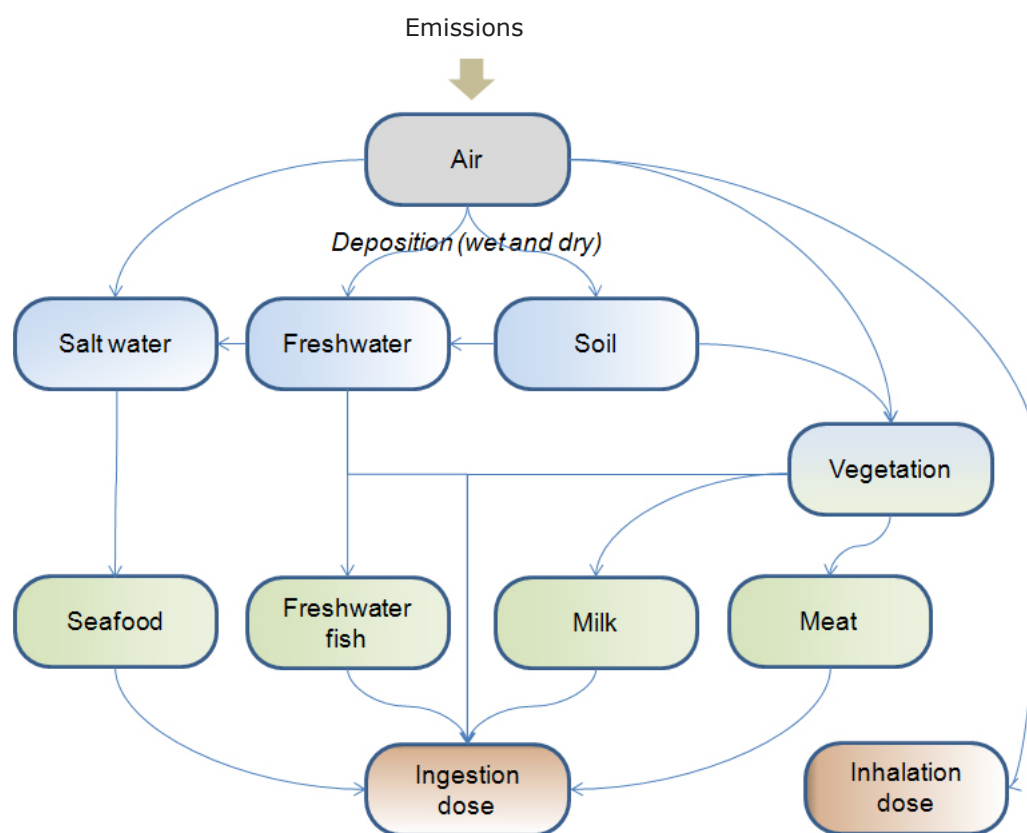 Emissions
Air
Deposition (wet and dry)
Salt water
Freshwater
Soil
Vegetation
Seafood
Freshwater
fish
Milk
Meat
Ingestion
dose
Inhalation
dose